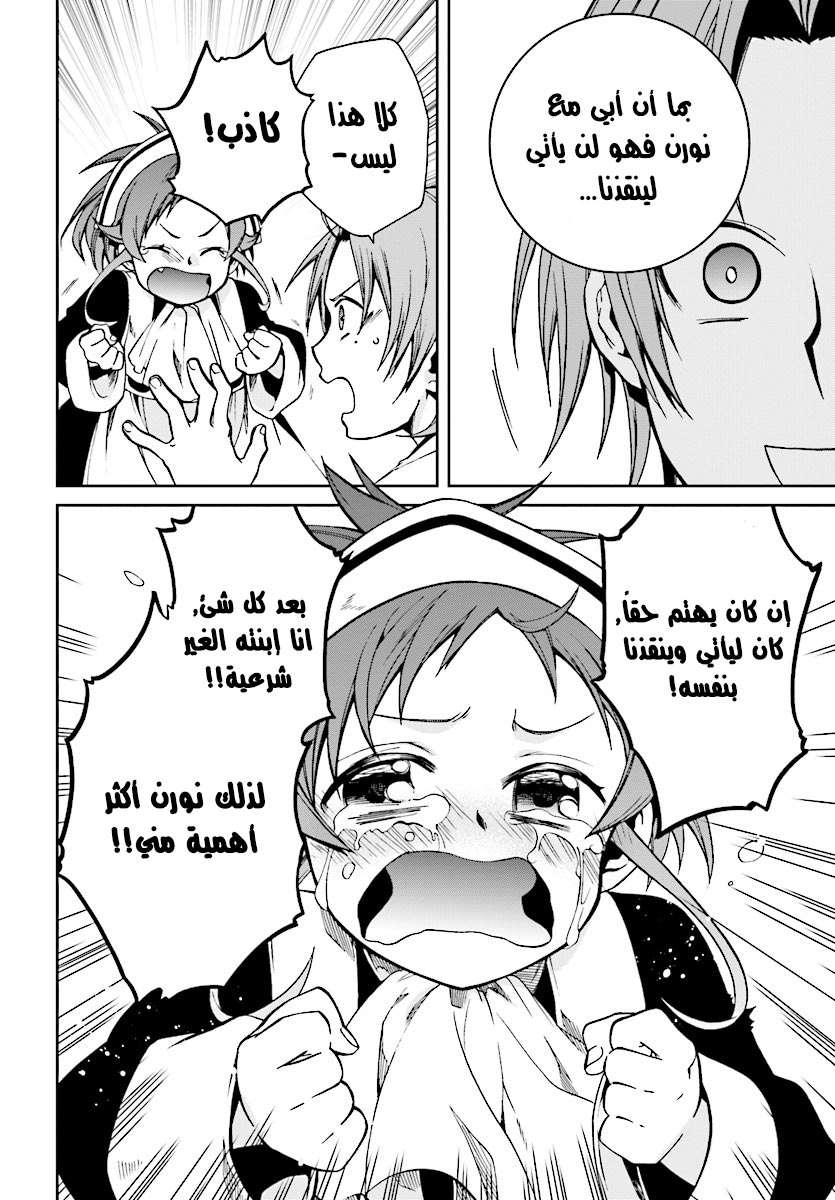 بما أن أبي مع
نورن فهو لن يأتي
لينقذنا...
كلا هذا
ليس-
كاذب!
إن كان يهتم حقاً,
كان ليأتي وينقذنا
بنفسه!
بعد كل شئ,
انا إبنته الغير
شرعية!!
لذلك نورن أكثر
أهمية مني!!